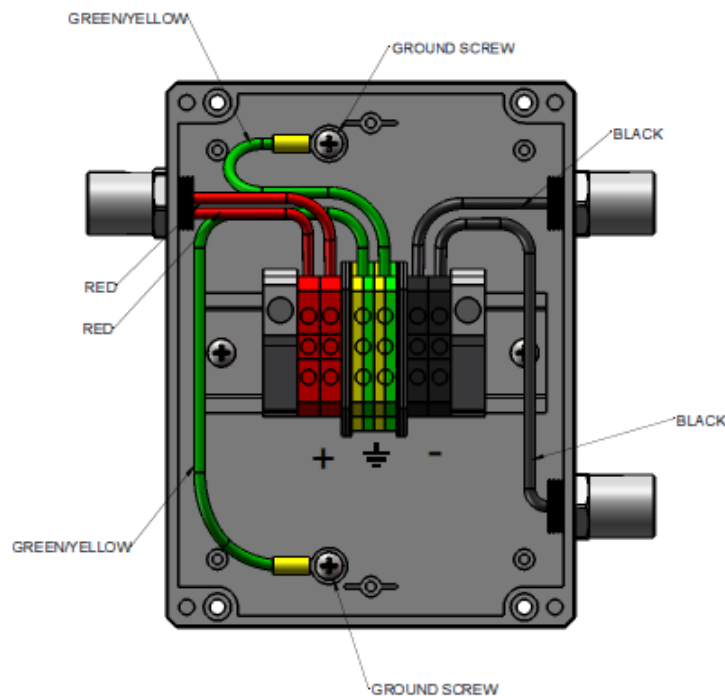 GREEN/YELLOW
GROUND SCREW
BLACK
RED
RED
BLACK
+ ⏚ -
GREEN/YELLOW
GROUND SCREW